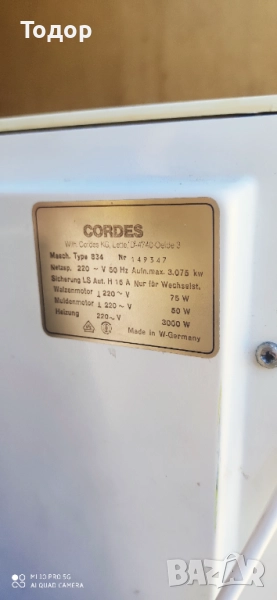 Тодор
CORDES
Wilh. Cordes KG, Lette, D-4740 Oelde 3
Masch. Type 834 Nr 149347
Netzsp. 220 ~ V 50 Hz Aufn. max. 3.075 kw
Sicherung LS Aut. H 16 A Nur für Wechselst.
Walzenmotor ⊥ 220 ~ V 75 W
Muldenmotor ⊥ 220 ~ V 50 W
Heizung 220 ~ V 3000 W
Made in W-Germany
MI 10 PRO 5G
AI QUAD CAMERA
BAZAR